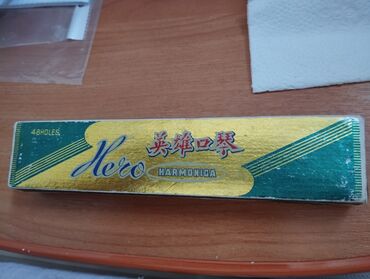 48HOLES
英雄口琴
Hero
HARMONICA